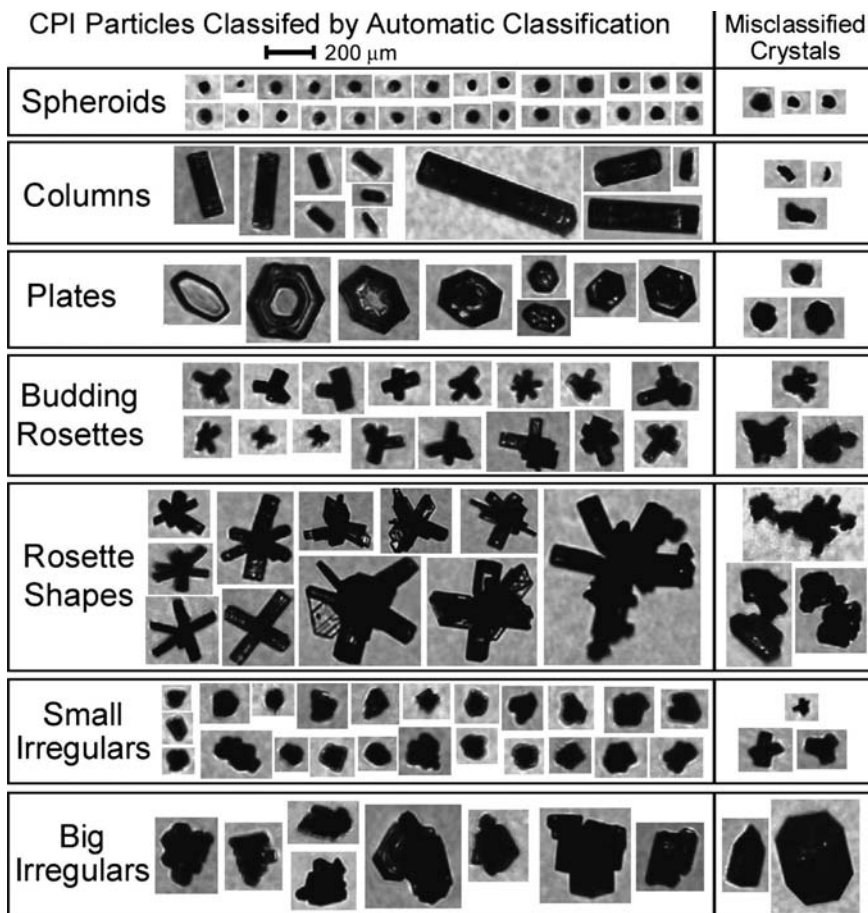 CPI Particles Classifed by Automatic Classification
200 μm
Misclassified
Crystals
Spheroids
Columns
Plates
Budding
Rosettes
Rosette
Shapes
Small
Irregulars
Big
Irregulars